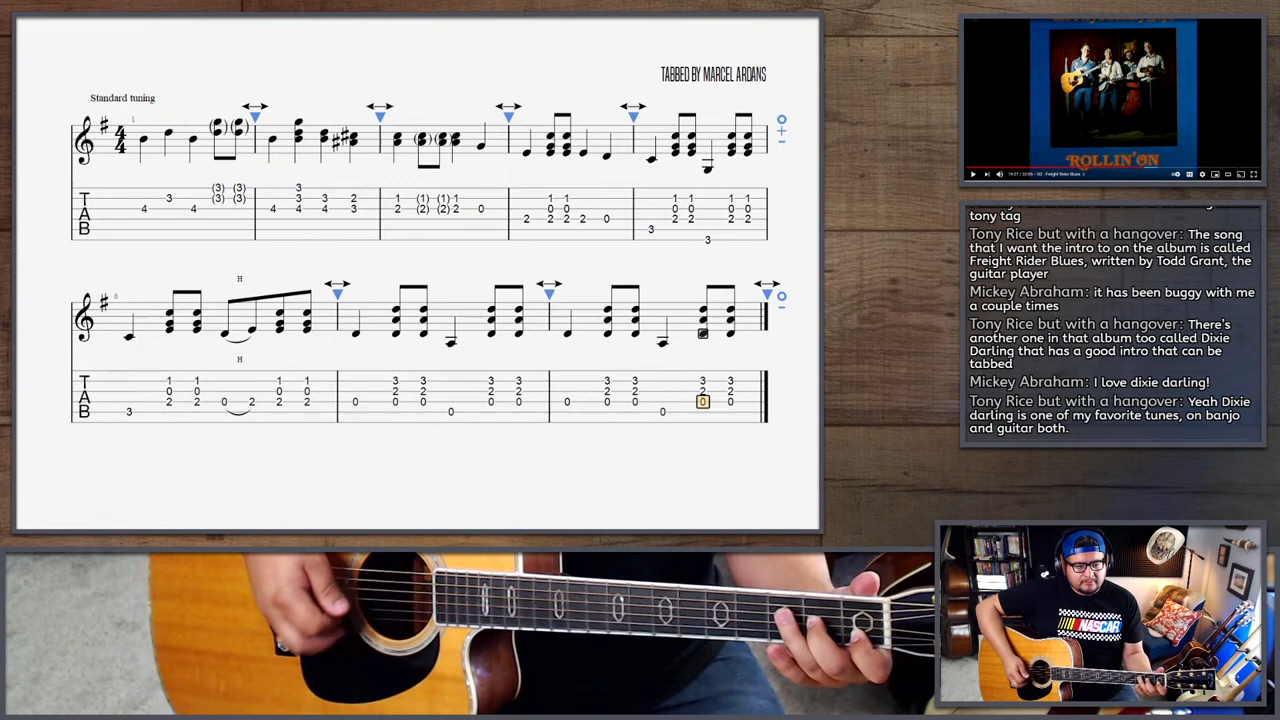 TABBED BY MARCEL ARDANS
Standard tuning
H
H
T
A
B
T
A
B
ROLLIN' ON
tony tag
Tony Rice but with a hangover: The song
that I want the intro to on the album is called
Freight Rider Blues, written by Todd Grant, the
guitar player
Mickey Abraham: it has been buggy with me
a couple times
Tony Rice but with a hangover: There's
another one in that album too called Dixie
Darling that has a good intro that can be
tabbed
Mickey Abraham: I love dixie darling!
Tony Rice but with a hangover: Yeah Dixie
darling is one of my favorite tunes, on banjo
and guitar both.
NASCAR